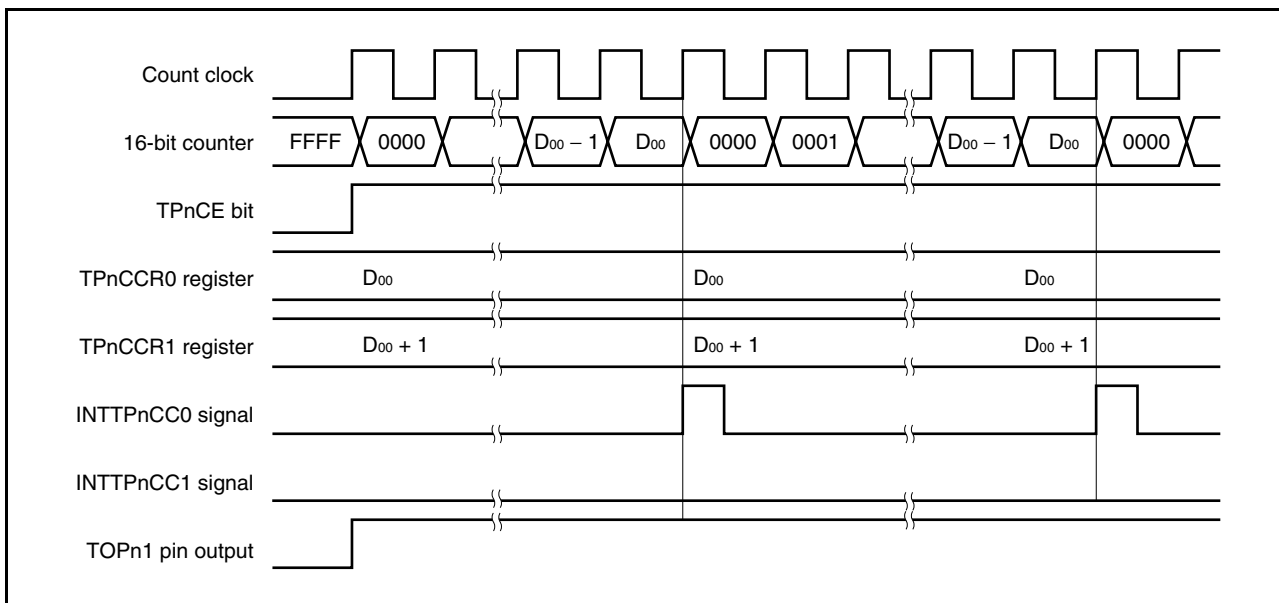 Count clock
16-bit counter FFFF 0000 D00 − 1 D00 0000 0001 D00 − 1 D00 0000
TPnCE bit
TPnCCR0 register D00 D00 D00
TPnCCR1 register D00 + 1 D00 + 1 D00 + 1
INTTPnCC0 signal
INTTPnCC1 signal
TOPn1 pin output